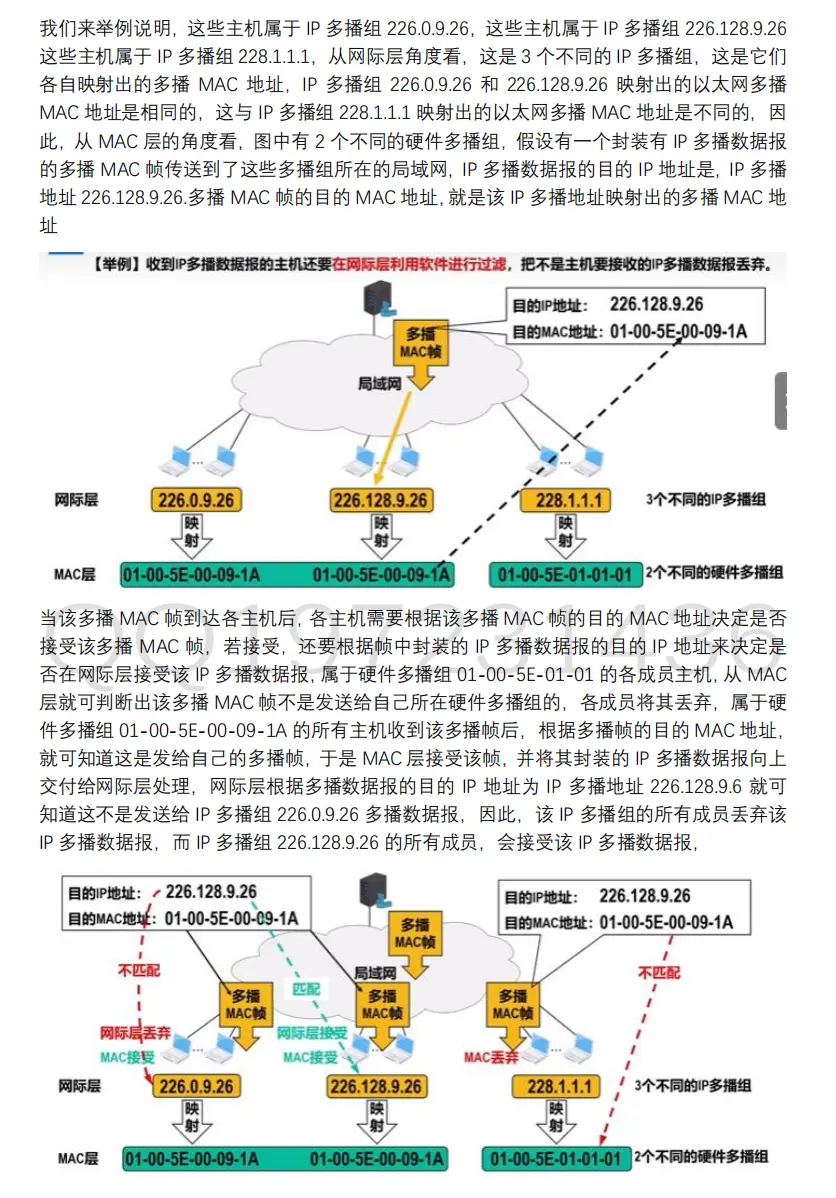 我们来举例说明，这些主机属于 IP 多播组 226.0.9.26，这些主机属于 IP 多播组 226.128.9.26
这些主机属于 IP 多播组 228.1.1.1，从网际层角度看，这是 3 个不同的 IP 多播组，这是它们
各自映射出的多播 MAC 地址，IP 多播组 226.0.9.26 和 226.128.9.26 映射出的以太网多播
MAC 地址是相同的，这与 IP 多播组 228.1.1.1 映射出的以太网多播 MAC 地址是不同的，因
此，从 MAC 层的角度看，图中有 2 个不同的硬件多播组，假设有一个封装有 IP 多播数据报
的多播 MAC 帧传送到了这些多播组所在的局域网，IP 多播数据报的目的 IP 地址是，IP 多播
地址 226.128.9.26.多播 MAC 帧的目的 MAC 地址，就是该 IP 多播地址映射出的多播 MAC 地
址
【举例】收到IP多播数据报的主机还要在网际层利用软件进行过滤，把不是主机要接收的IP多播数据报丢弃。
目的IP地址： 226.128.9.26
目的MAC地址：01-00-5E-00-09-1A
多播
MAC帧
局域网
... ... ...
网际层 226.0.9.26 226.128.9.26 228.1.1.1 3个不同的IP多播组
映射 映射 映射
MAC层 01-00-5E-00-09-1A 01-00-5E-00-09-1A 01-00-5E-01-01-01 2个不同的硬件多播组
当该多播 MAC 帧到达各主机后，各主机需要根据该多播 MAC 帧的目的 MAC 地址决定是否
接受该多播 MAC 帧，若接受，还要根据帧中封装的 IP 多播数据报的目的 IP 地址来决定是
否在网际层接受该 IP 多播数据报，属于硬件多播组 01-00-5E-01-01 的各成员主机，从 MAC
层就可判断出该多播 MAC 帧不是发送给自己所在硬件多播组的，各成员将其丢弃，属于硬
件多播组 01-00-5E-00-09-1A 的所有主机收到该多播帧后，根据多播帧的目的 MAC 地址，
就可知道这是发给自己的多播帧，于是 MAC 层接受该帧，并将其封装的 IP 多播数据报向上
交付给网际层处理，网际层根据多播数据报的目的 IP 地址为 IP 多播地址 226.128.9.6 就可
知道这不是发送给 IP 多播组 226.0.9.26 多播数据报，因此，该 IP 多播组的所有成员丢弃该
IP 多播数据报，而 IP 多播组 226.128.9.26 的所有成员，会接受该 IP 多播数据报，
QQ197231436
目的IP地址： 226.128.9.26
目的MAC地址：01-00-5E-00-09-1A
目的IP地址： 226.128.9.26
目的MAC地址：01-00-5E-00-09-1A
多播
MAC帧
局域网
不匹配 匹配 不匹配
多播
MAC帧
多播
MAC帧
多播
MAC帧
网际层丢弃
MAC接受
网际层接受
MAC接受
MAC丢弃
网际层 226.0.9.26 226.128.9.26 228.1.1.1 3个不同的IP多播组
映射 映射 映射
MAC层 01-00-5E-00-09-1A 01-00-5E-00-09-1A 01-00-5E-01-01-01 2个不同的硬件多播组